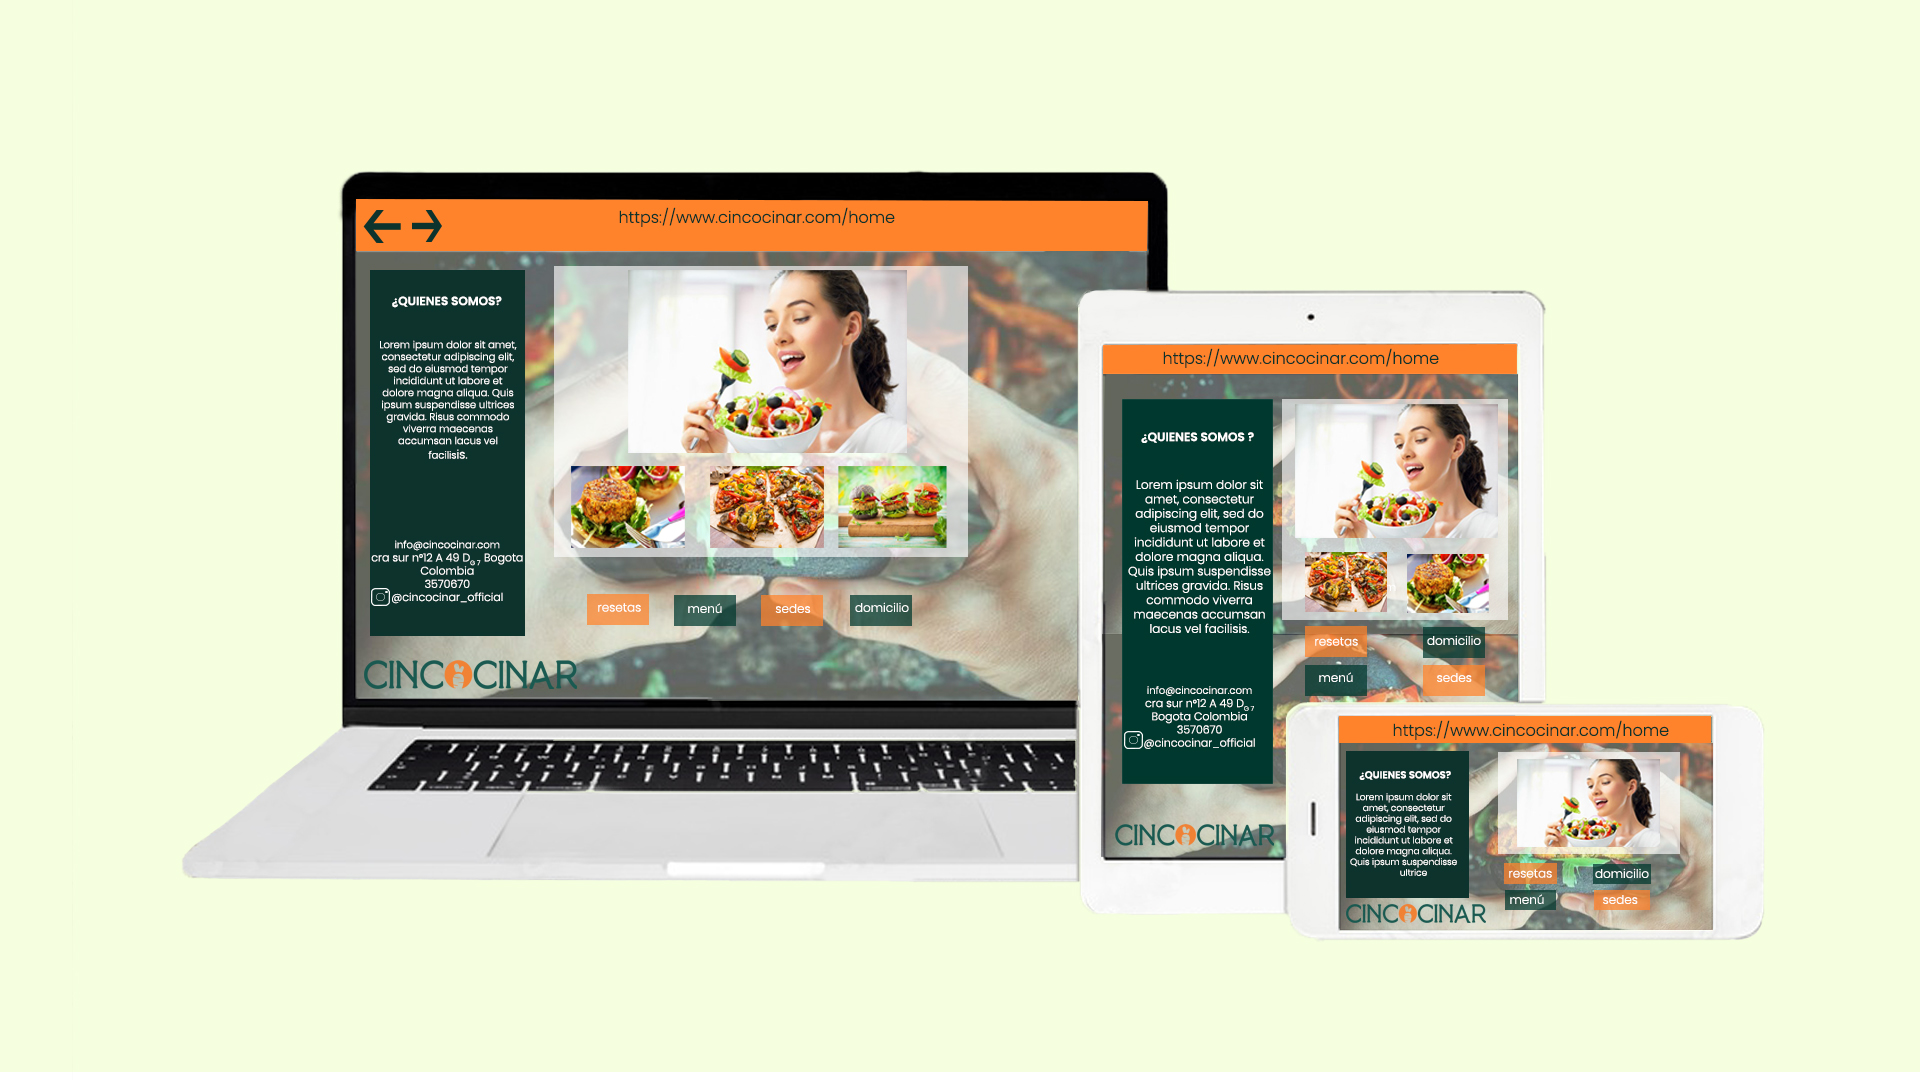 https://www.cincocinar.com/home
¿QUIENES SOMOS?
Lorem ipsum dolor sit amet,
consectetur adipiscing elit,
sed do eiusmod tempor
incididunt ut labore et
dolore magna aliqua. Quis
ipsum suspendisse ultrices
gravida. Risus commodo
viverra maecenas
accumsan lacus vel
facilisis.
info@cincocinar.com
cra sur n°12 A 49 DG 7 Bogota
Colombia
3570670
@cincocinar_official
resetas
menú
sedes
domicilio
CINCOCINAR
https://www.cincocinar.com/home
¿QUIENES SOMOS ?
Lorem ipsum dolor sit
amet, consectetur
adipiscing elit, sed do
eiusmod tempor
incididunt ut labore et
dolore magna aliqua.
Quis ipsum suspendisse
ultrices gravida. Risus
commodo viverra
maecenas accumsan
lacus vel facilisis.
info@cincocinar.com
cra sur n°12 A 49 DG 7
Bogota Colombia
3570670
@cincocinar_official
resetas
domicilio
menú
sedes
CINCOCINAR
https://www.cincocinar.com/home
¿QUIENES SOMOS?
Lorem ipsum dolor sit
amet, consectetur
adipiscing elit, sed do
eiusmod tempor
incididunt ut labore et
dolore magna aliqua.
Quis ipsum suspendisse
ultrice
resetas
domicilio
menú
sedes
CINCOCINAR